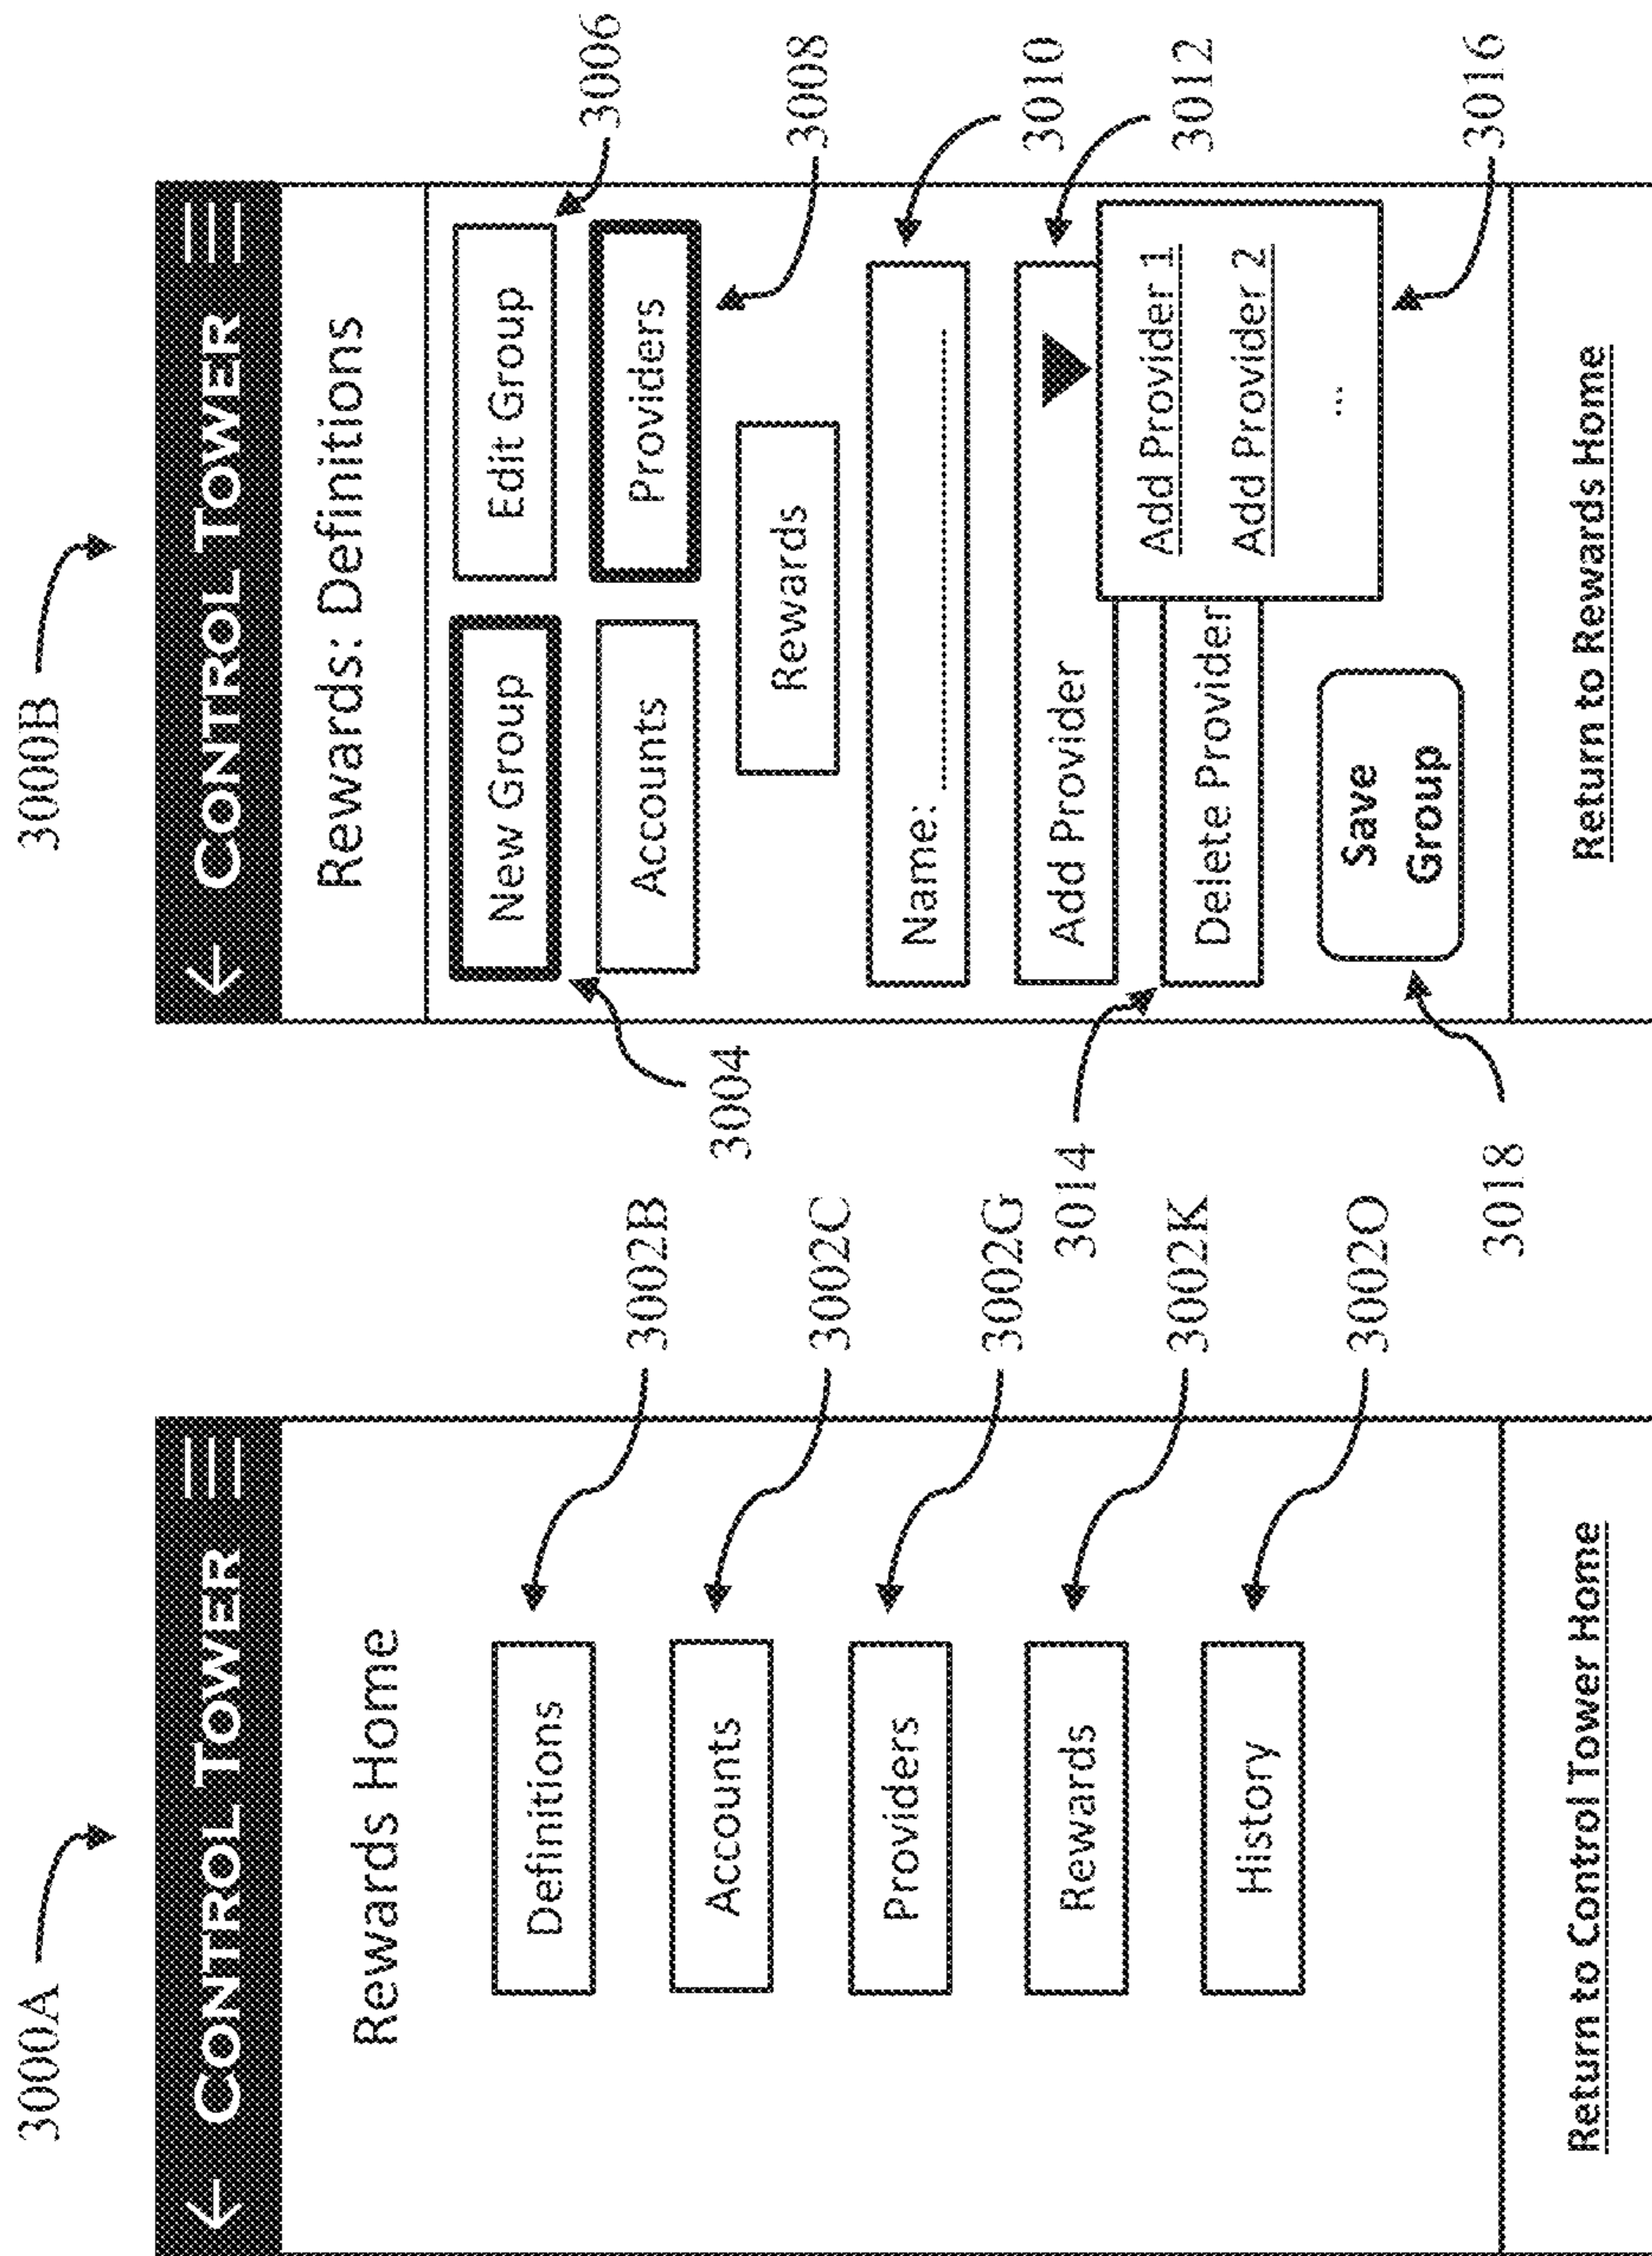 3000A
← CONTROL TOWER
Rewards Home
Definitions
3002B
Accounts
3002C
Providers
3002G
Rewards
3002K
History
3002O
Return to Control Tower Home
3000B
← CONTROL TOWER
Rewards: Definitions
New Group
Edit Group
3004
3006
Accounts
Providers
3008
Rewards
Name:
3010
Add Provider
3012
Add Provider 1
Delete Provider
3014
Add Provider 2
...
3016
Save
Group
3018
Return to Rewards Home